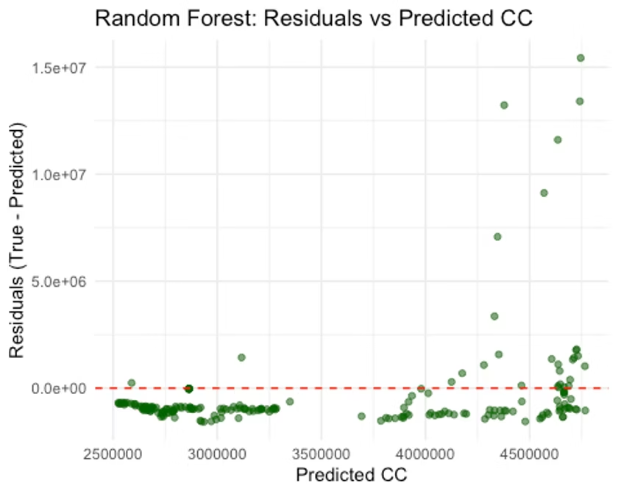 Random Forest: Residuals vs Predicted CC
Residuals (True - Predicted)
1.5e+07
1.0e+07
5.0e+06
0.0e+00
2500000 3000000 3500000 4000000 4500000
Predicted CC